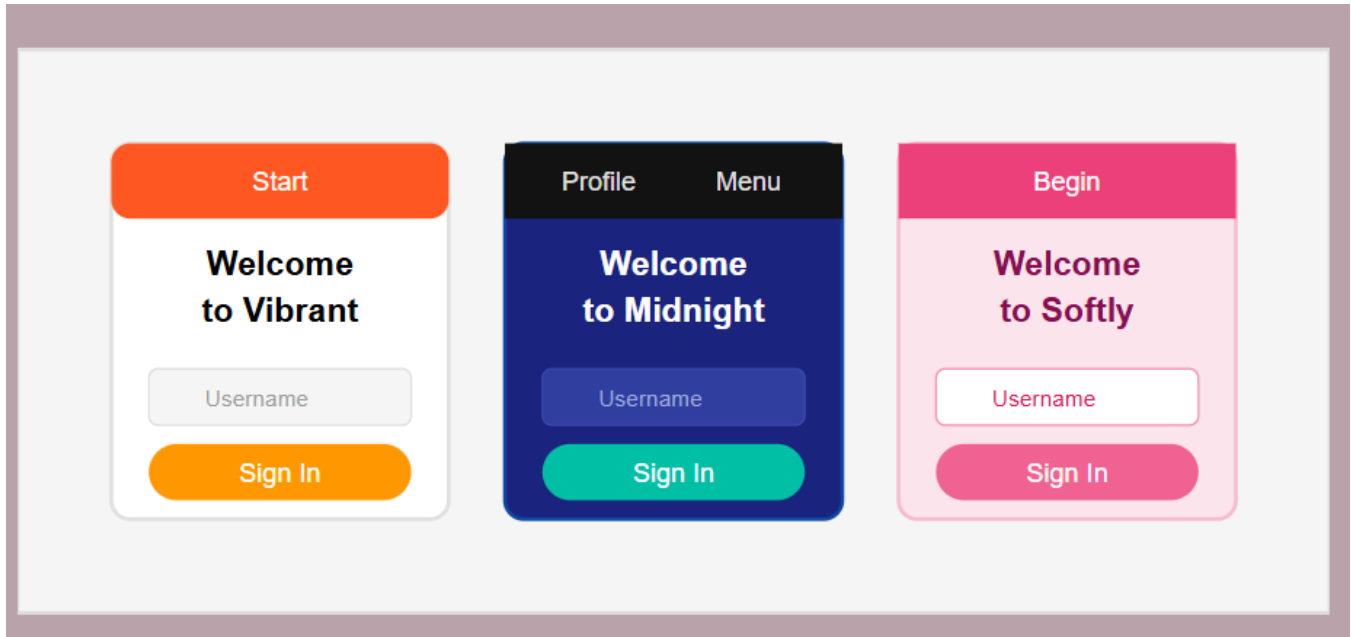 Start
Welcome
to Vibrant
Username
Sign In
Profile Menu
Welcome
to Midnight
Username
Sign In
Begin
Welcome
to Softly
Username
Sign In